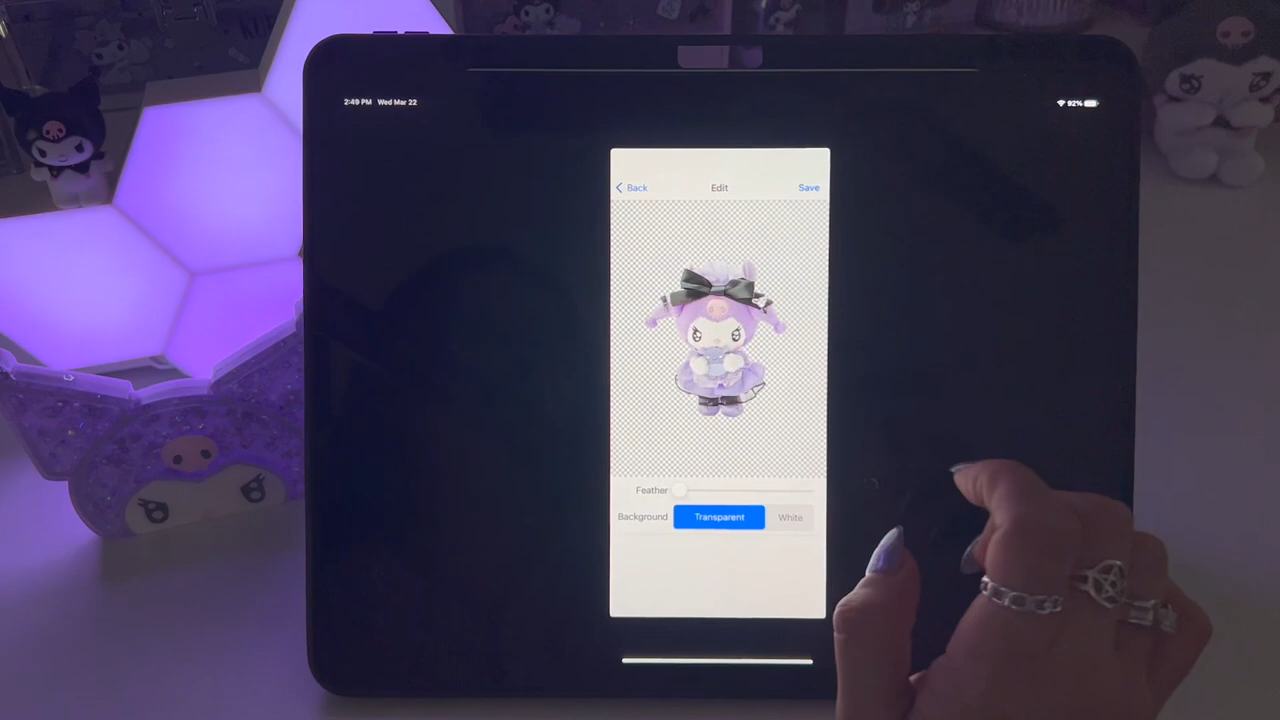 2:49 PM Wed Mar 22
92%
Back Edit Save
Feather
Background Transparent White